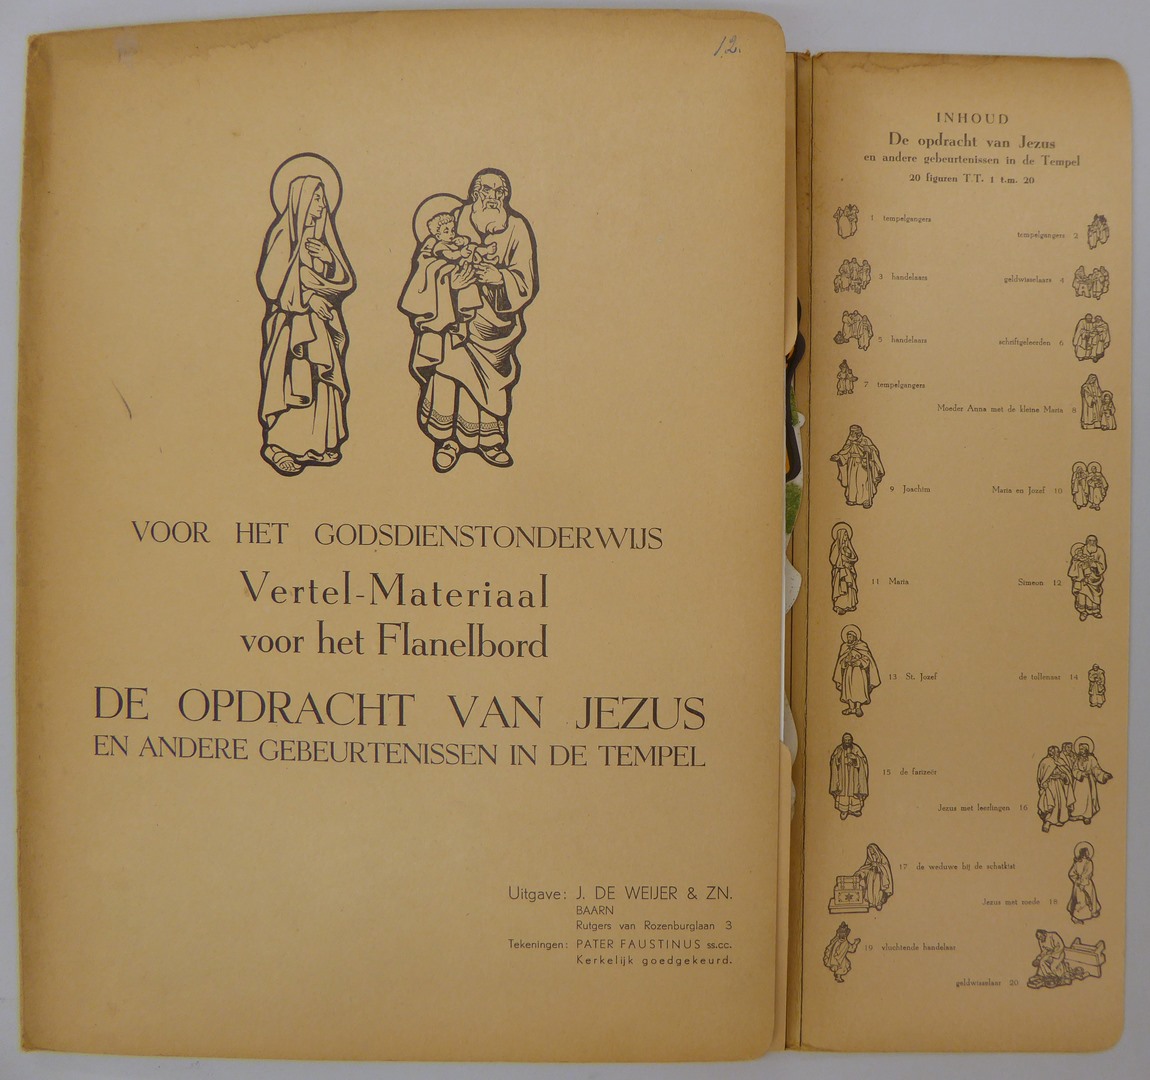 12.
VOOR HET GODSDIENSTONDERWIJS
Vertel-Materiaal
voor het Flanelbord
DE OPDRACHT VAN JEZUS
EN ANDERE GEBEURTENISSEN IN DE TEMPEL
Uitgave: J. DE WEIJER & ZN.
BAARN
Rutgers van Rozenburglaan 3
Tekeningen: PATER FAUSTINUS ss.cc.
Kerkelijk goedgekeurd.
INHOUD
De opdracht van Jezus
en andere gebeurtenissen in de Tempel
20 figuren T.T. 1 t.m. 20
1 tempelgangers
tempelgangers 2
3 handelaars
geldwisselaars 4
5 handelaars
schriftgeleerden 6
7 tempelgangers
Moeder Anna met de kleine Maria 8
9 Joachim
Maria en Jozef 10
11 Maria
Simeon 12
13 St. Jozef
de tollenaar 14
15 de farizeër
Jezus met leerlingen 16
17 de weduwe bij de schatkist
Jezus met roede 18
19 vluchtende handelaar
geldwisselaar 20